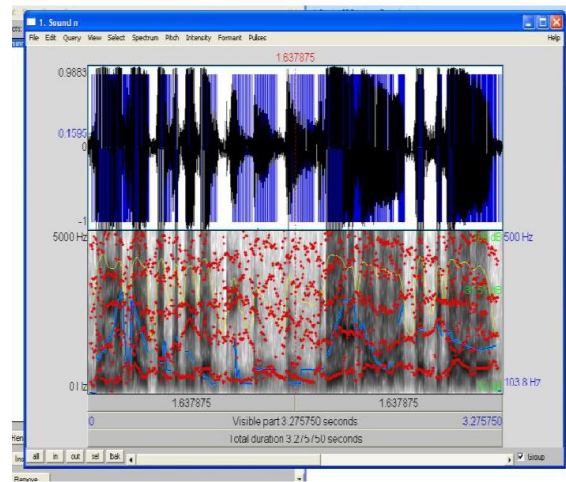 1. Sound n
File Edit Query View Select Spectrum Pitch Intensity Formant Pulses Help
1.637875
0.9883
0.1595
0
-1
5000 Hz
500 Hz
0 Hz
103.8 Hz
1.637875 1.637875
0 Visible part 3.275750 seconds 3.275750
Total duration 3.275750 seconds
all in out sel bak
Group
Remove